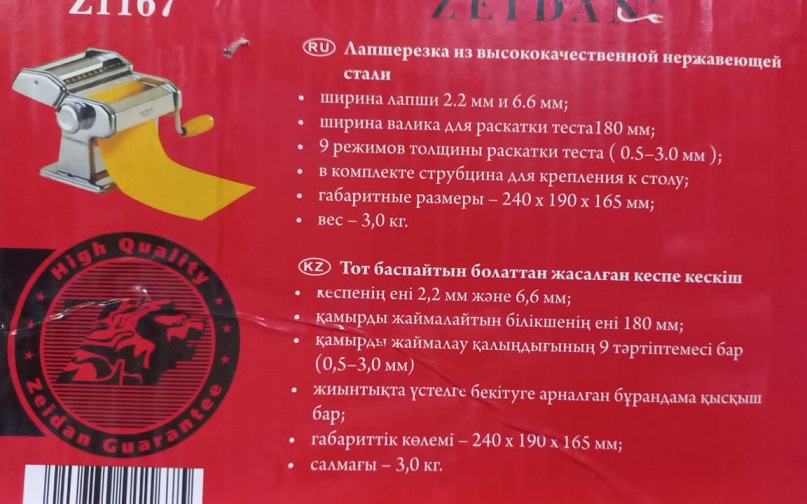 Z1167
ZEIDAN
RU Лапшерезка из высококачественной нержавеющей
стали
• ширина лапши 2.2 мм и 6.6 мм;
• ширина валика для раскатки теста180 мм;
• 9 режимов толщины раскатки теста ( 0.5–3.0 мм );
• в комплекте струбцина для крепления к столу;
• габаритные размеры – 240 x 190 x 165 мм;
• вес – 3,0 кг.
KZ Тот баспайтын болаттан жасалған кеспе кескіш
• кеспенің ені 2,2 мм және 6,6 мм;
• қамырды жаймалайтын білікшенің ені 180 мм;
• қамырды жаймалау қалыңдығының 9 тәртіптемесі бар
(0,5–3,0 мм)
• жиынтықта үстелге бекітуге арналған бұрандама қысқыш
бар;
• габариттік көлемі – 240 x 190 x 165 мм;
• салмағы – 3,0 кг.
High Quality
Zeidan Guarantee